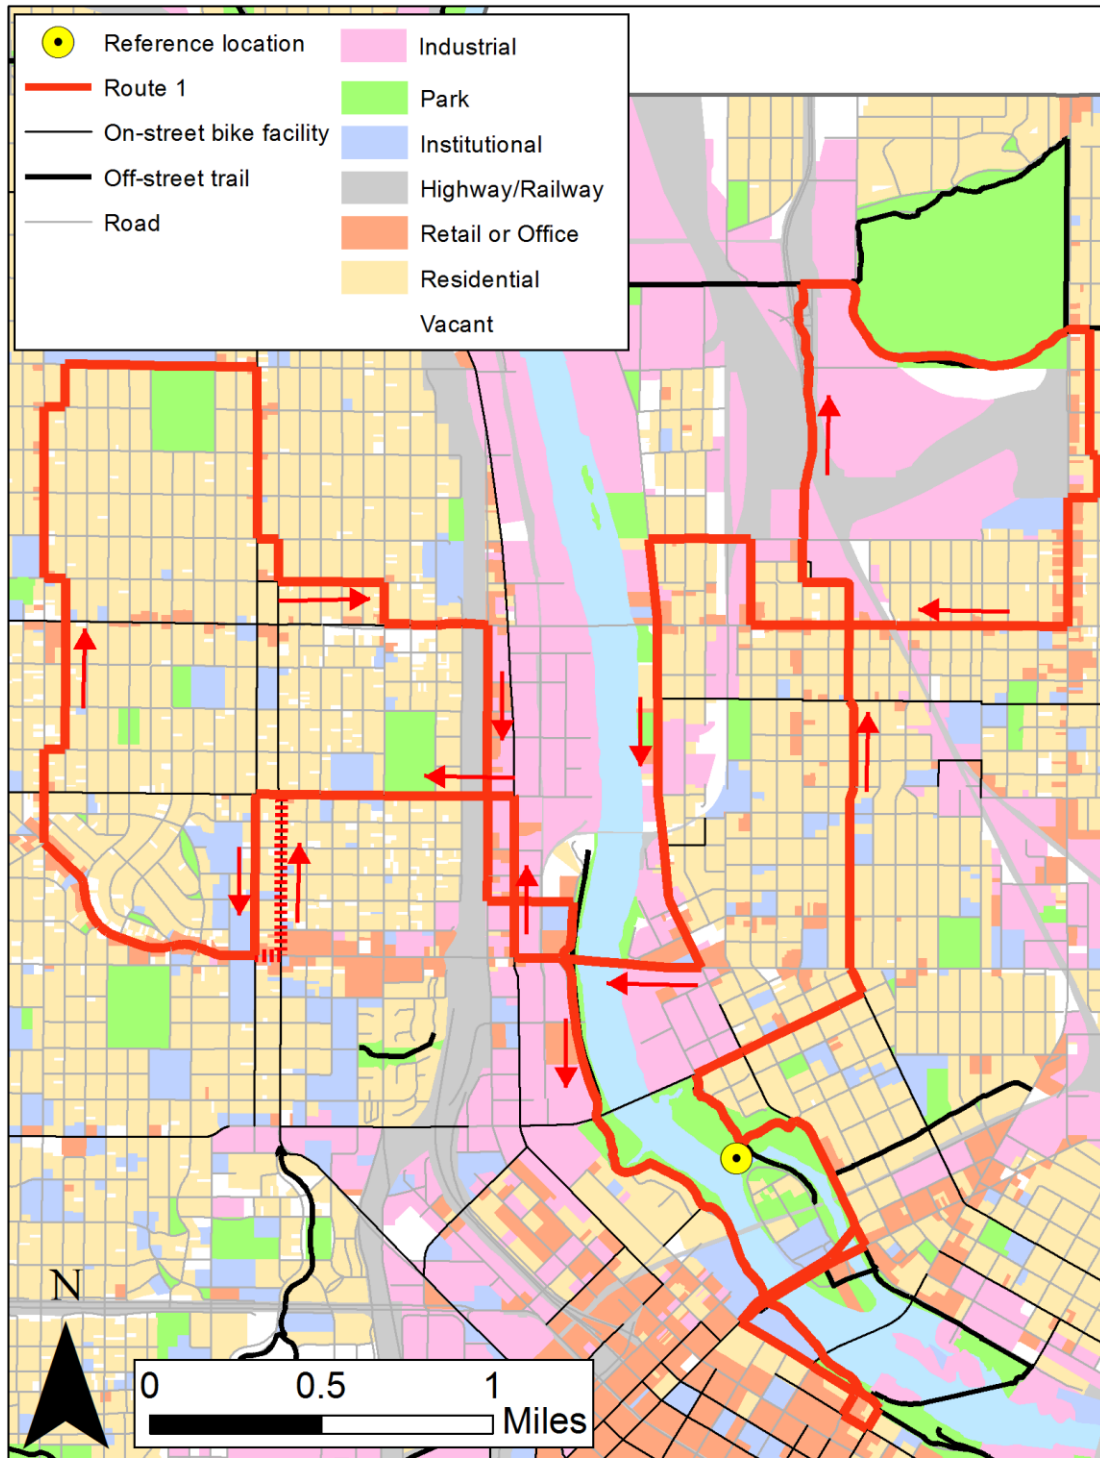 Reference location
Route 1
On-street bike facility
Off-street trail
Road
Industrial
Park
Institutional
Highway/Railway
Retail or Office
Residential
Vacant
N
0 0.5 1
Miles